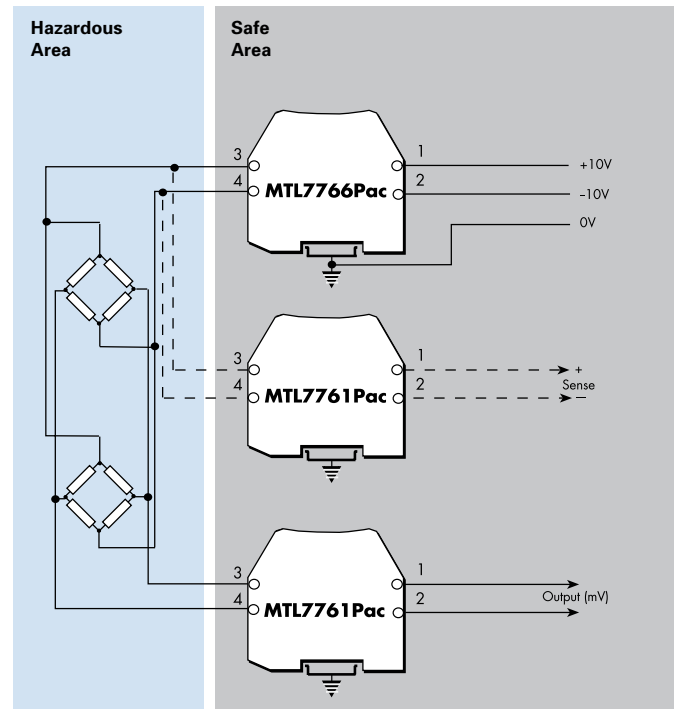 Hazardous
Area
Safe
Area
3
1
+10V
4
MTL7766Pac
2
–10V
0V
3
1
+
Sense
4
MTL7761Pac
2
–
3
1
Output (mV)
4
MTL7761Pac
2